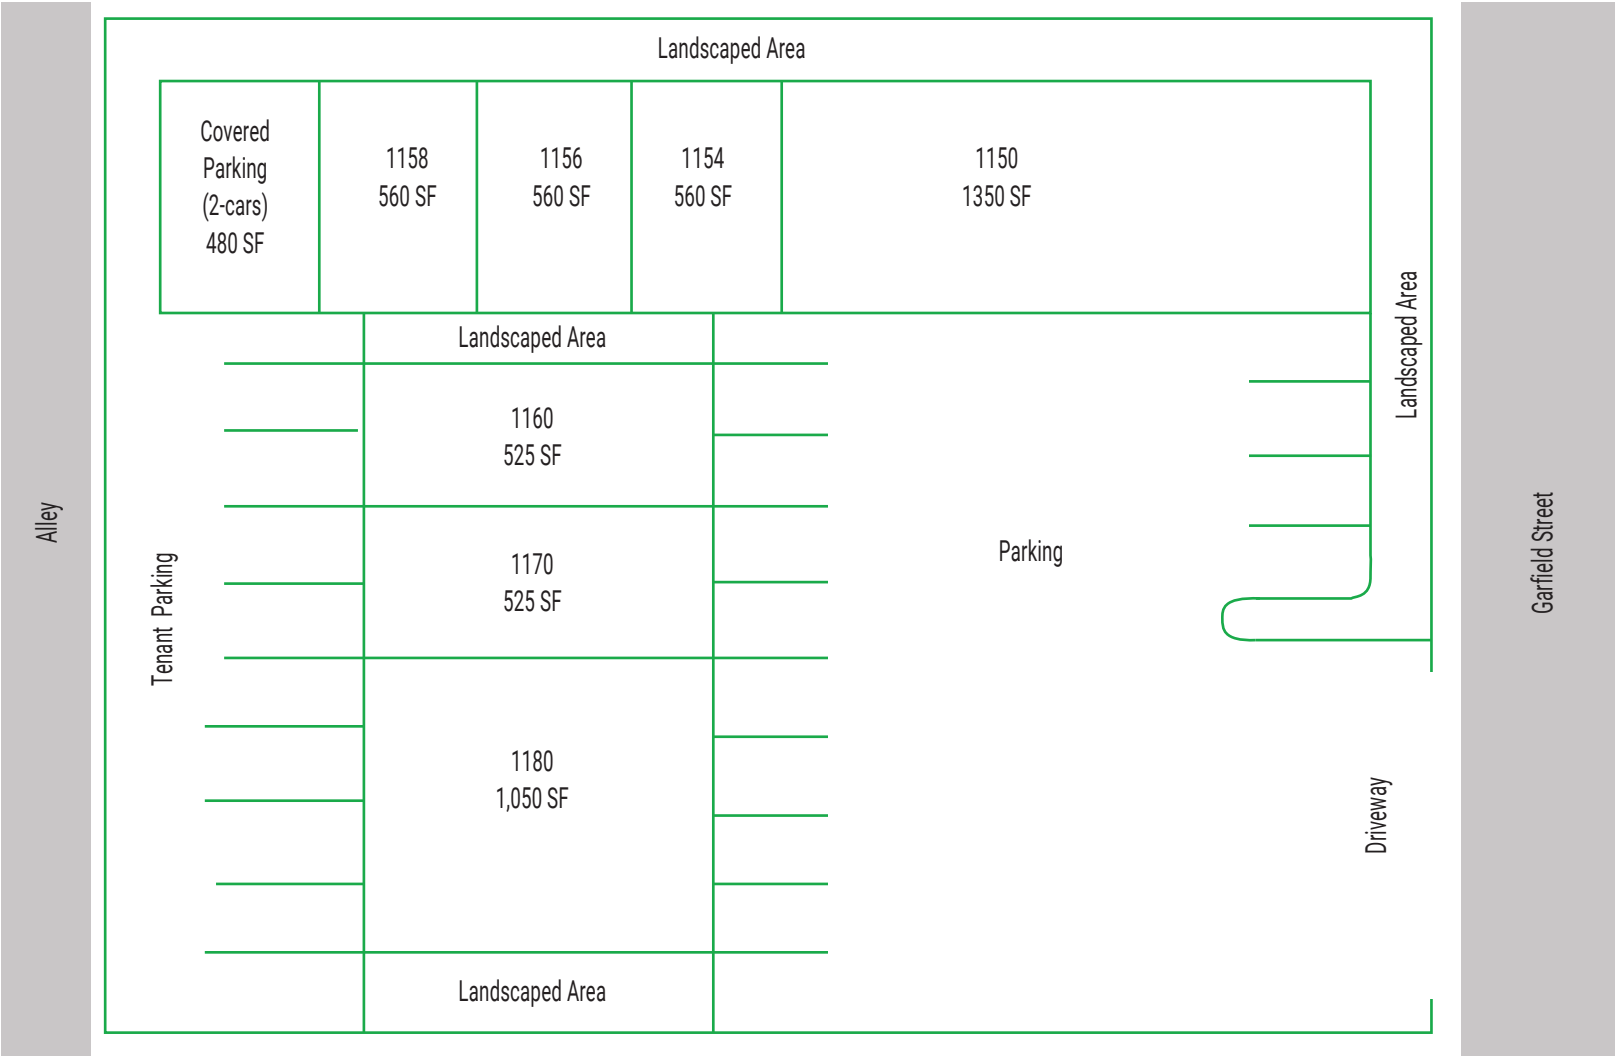 Landscaped Area
Covered
Parking
(2-cars)
480 SF
1158
560 SF
1156
560 SF
1154
560 SF
1150
1350 SF
Landscaped Area
Landscaped Area
1160
525 SF
1170
525 SF
Parking
Alley
Tenant Parking
Garfield Street
1180
1,050 SF
Driveway
Landscaped Area